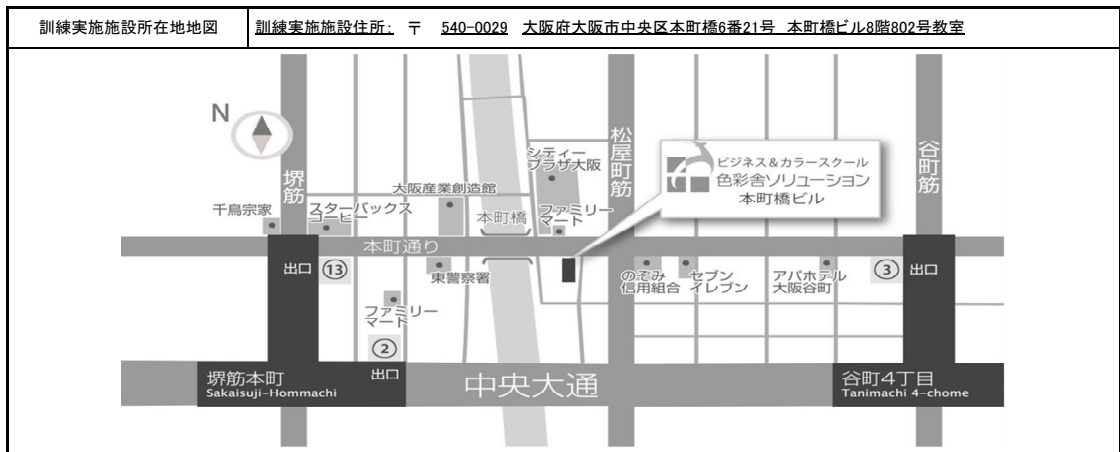 訓練実施施設所在地地図
訓練実施施設住所: 〒 540-0029 大阪府大阪市中央区本町橋6番21号 本町橋ビル8階802号教室
N
堺筋
松屋町筋
谷町筋
シティー
プラザ大阪
ビジネス&カラースクール
色彩舎ソリューション
本町橋ビル
大阪産業創造館
千鳥宗家
スターバックス
コーヒー
本町橋
ファミリー
マート
本町通り
出口 13
東警察署
のぞみ
信用組合
セブン
イレブン
アパホテル
大阪谷町
3 出口
ファミリー
マート
2
出口
堺筋本町
Sakaisuji-Hommachi
中央大通
谷町4丁目
Tanimachi 4-chome